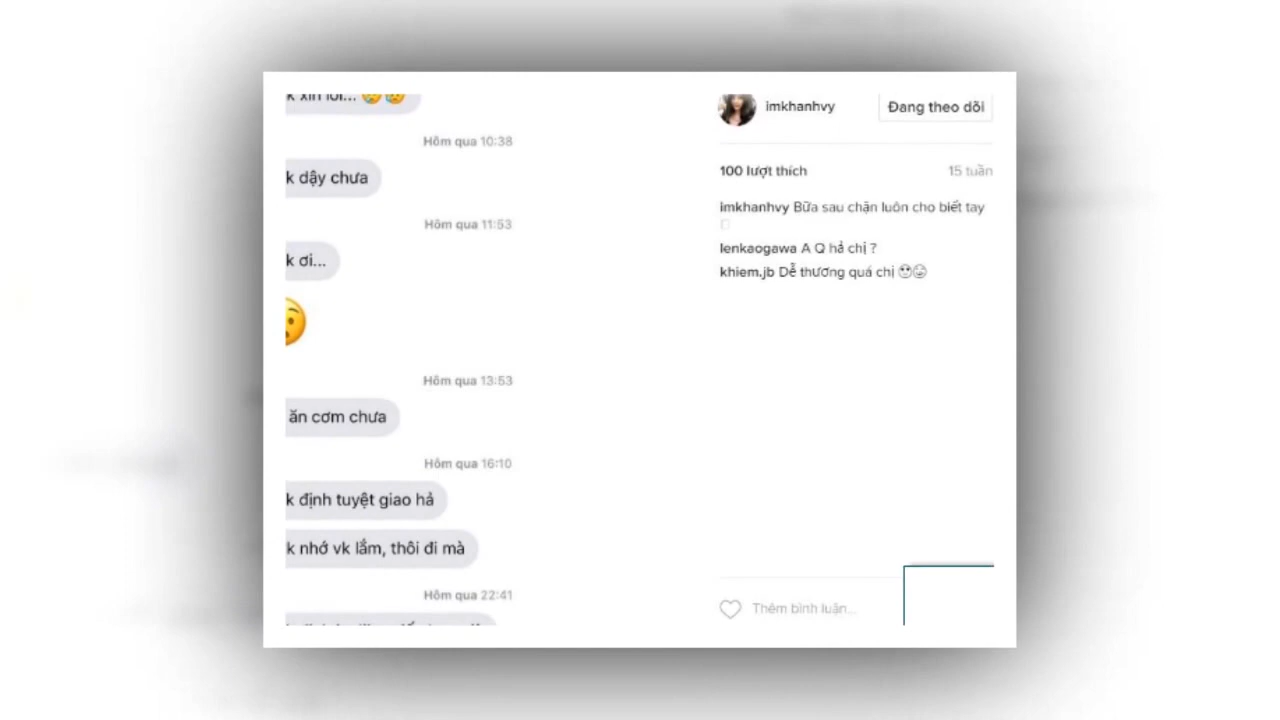 k xin lỗi...
Hôm qua 10:38
k dậy chưa
Hôm qua 11:53
k ơi...
Hôm qua 13:53
ăn cơm chưa
Hôm qua 16:10
k định tuyệt giao hả
k nhớ vk lắm, thôi đi mà
Hôm qua 22:41
imkhanhvy Đang theo dõi
100 lượt thích 15 tuần
imkhanhvy Bữa sau chặn luôn cho biết tay
lenkaogawa A Q hả chị ?
khiem.jb Dễ thương quá chị
Thêm bình luận...